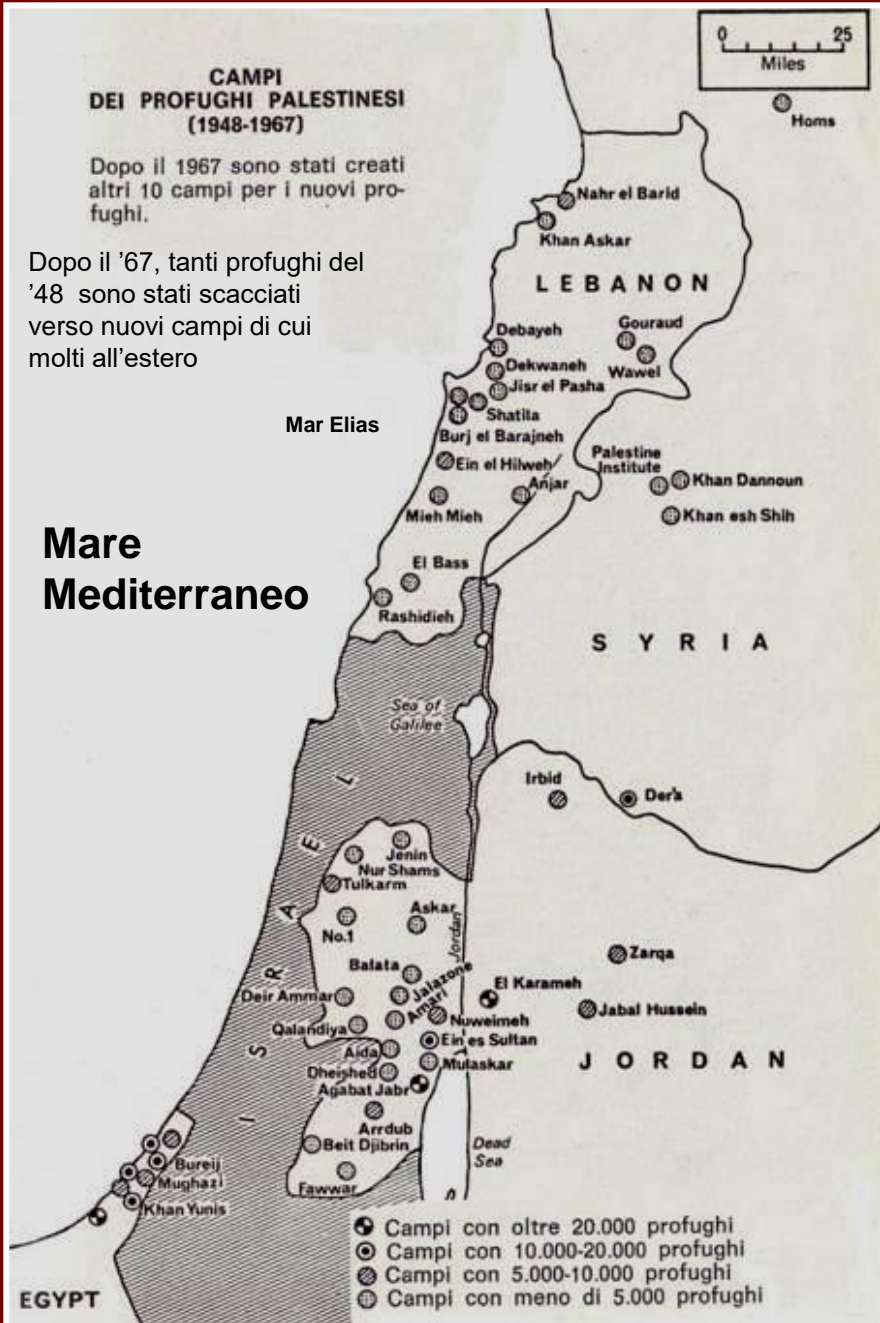 CAMPI
DEI PROFUGHI PALESTINESI
(1948-1967)
Dopo il 1967 sono stati creati
altri 10 campi per i nuovi pro-
fughi.
Dopo il '67, tanti profughi del
'48 sono stati scacciati
verso nuovi campi di cui
molti all'estero
0 25
Miles
Homs
Nahr el Barid
Khan Askar
LEBANON
Gouraud
Debayeh
Wawel
Dekwaneh
Jisr el Pasha
Shatila
Mar Elias
Burj el Barajneh
Palestine
Institute
Ein el Hilweh
Khan Dannoun
Anjar
Mieh Mieh
Khan esh Shih
Mare
Mediterraneo
El Bass
Rashidieh
SYRIA
Sea of
Galilee
Irbid
Der'a
ISRAEL
Jenin
Nur Shams
Tulkarm
Askar
No.1
Jordan
Zarqa
Balata
Jalazone
El Karameh
Deir Ammar
Amari
Jabal Hussein
Nuweimeh
Qalandiya
Ein es Sultan
Aida
Mulaskar
JORDAN
Dheished
Agabat Jabr
Arrdub
Beit Djibrin
Dead
Sea
Fawwar
Bureij
Mughazi
Khan Yunis
Campi con oltre 20.000 profughi
Campi con 10.000-20.000 profughi
Campi con 5.000-10.000 profughi
Campi con meno di 5.000 profughi
EGYPT